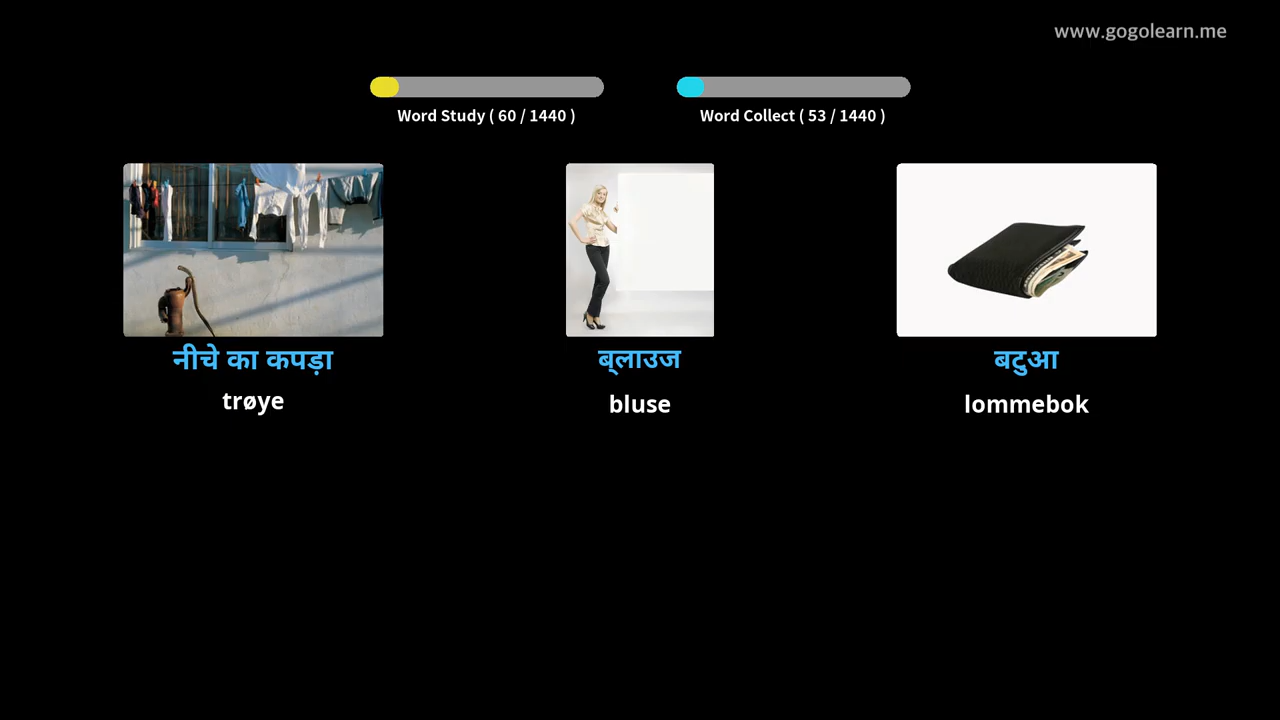 www.gogolearn.me
Word Study ( 60 / 1440 )
Word Collect ( 53 / 1440 )
नीचे का कपड़ा
trøye
ब्लाउज
bluse
बटुआ
lommebok